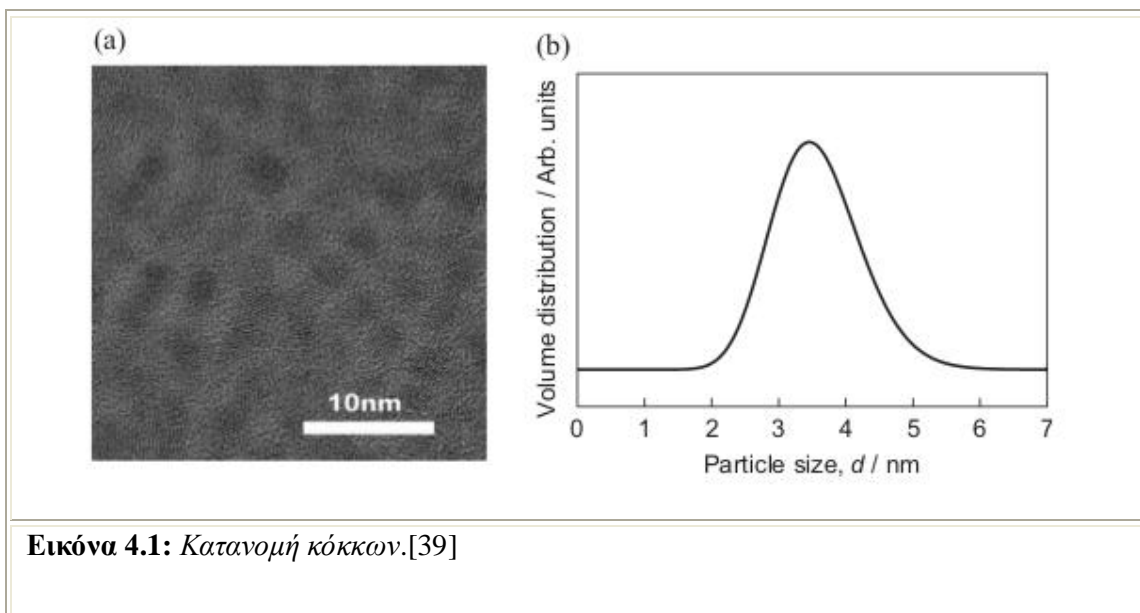 (a)
10nm
(b)
Volume distribution / Arb. units
0 1 2 3 4 5 6 7
Particle size, d / nm
Εικόνα 4.1: Κατανομή κόκκων.[39]